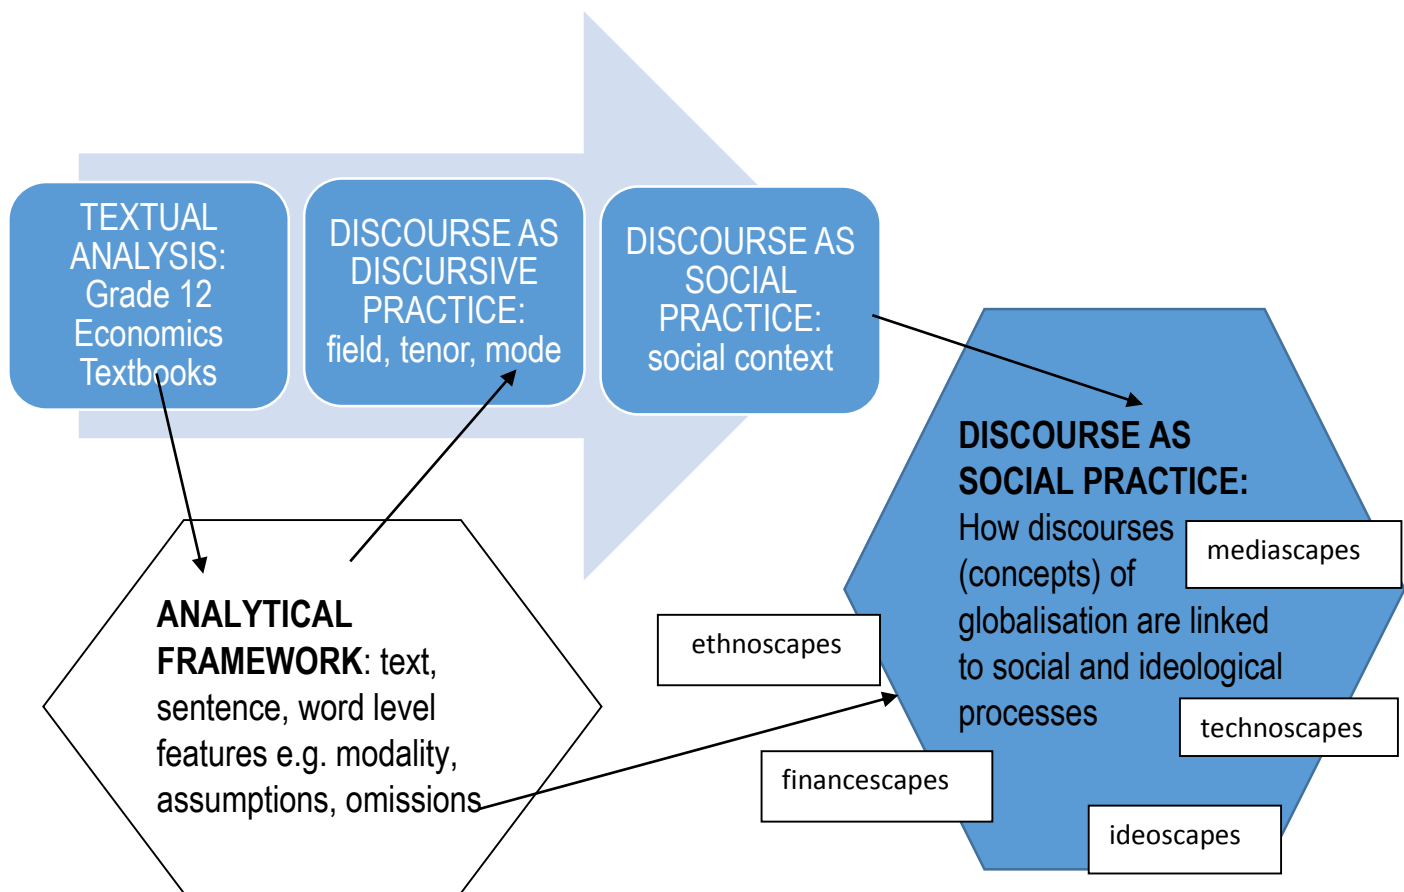 TEXTUAL
ANALYSIS:
Grade 12
Economics
Textbooks
DISCOURSE AS
DISCURSIVE
PRACTICE:
field, tenor, mode
DISCOURSE AS
SOCIAL
PRACTICE:
social context
ANALYTICAL
FRAMEWORK: text,
sentence, word level
features e.g. modality,
assumptions, omissions
DISCOURSE AS
SOCIAL PRACTICE:
How discourses
(concepts) of
globalisation are linked
to social and ideological
processes
mediascapes
ethnoscapes
technoscapes
financescapes
ideoscapes